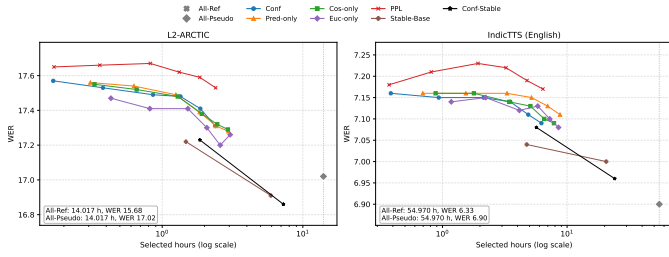 All-Ref
All-Pseudo
Conf
Pred-only
Cos-only
Euc-only
PPL
Stable-Base
Conf-Stable
L2-ARCTIC
WER
17.6
17.4
17.2
17.0
16.8
All-Ref: 14.017 h, WER 15.68
All-Pseudo: 14.017 h, WER 17.02
10⁰
10¹
Selected hours (log scale)
IndicTTS (English)
WER
7.25
7.20
7.15
7.10
7.05
7.00
6.95
6.90
All-Ref: 54.970 h, WER 6.33
All-Pseudo: 54.970 h, WER 6.90
10⁰
10¹
Selected hours (log scale)